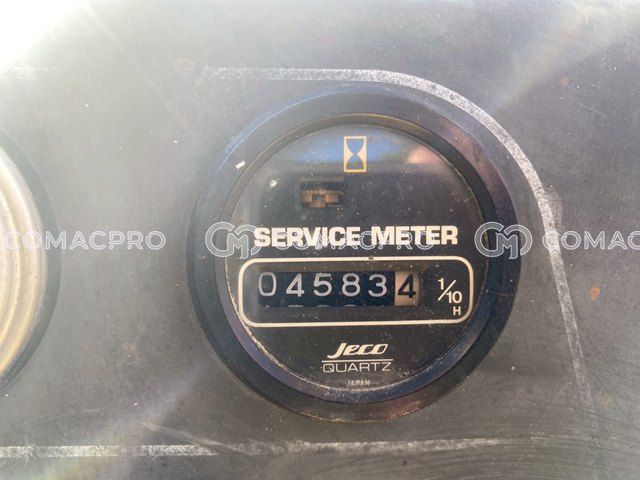 SERVICE METER
045834 1/10
H
Jeco
QUARTZ
JAPAN
COMACPRO COMACPRO COMACPRO